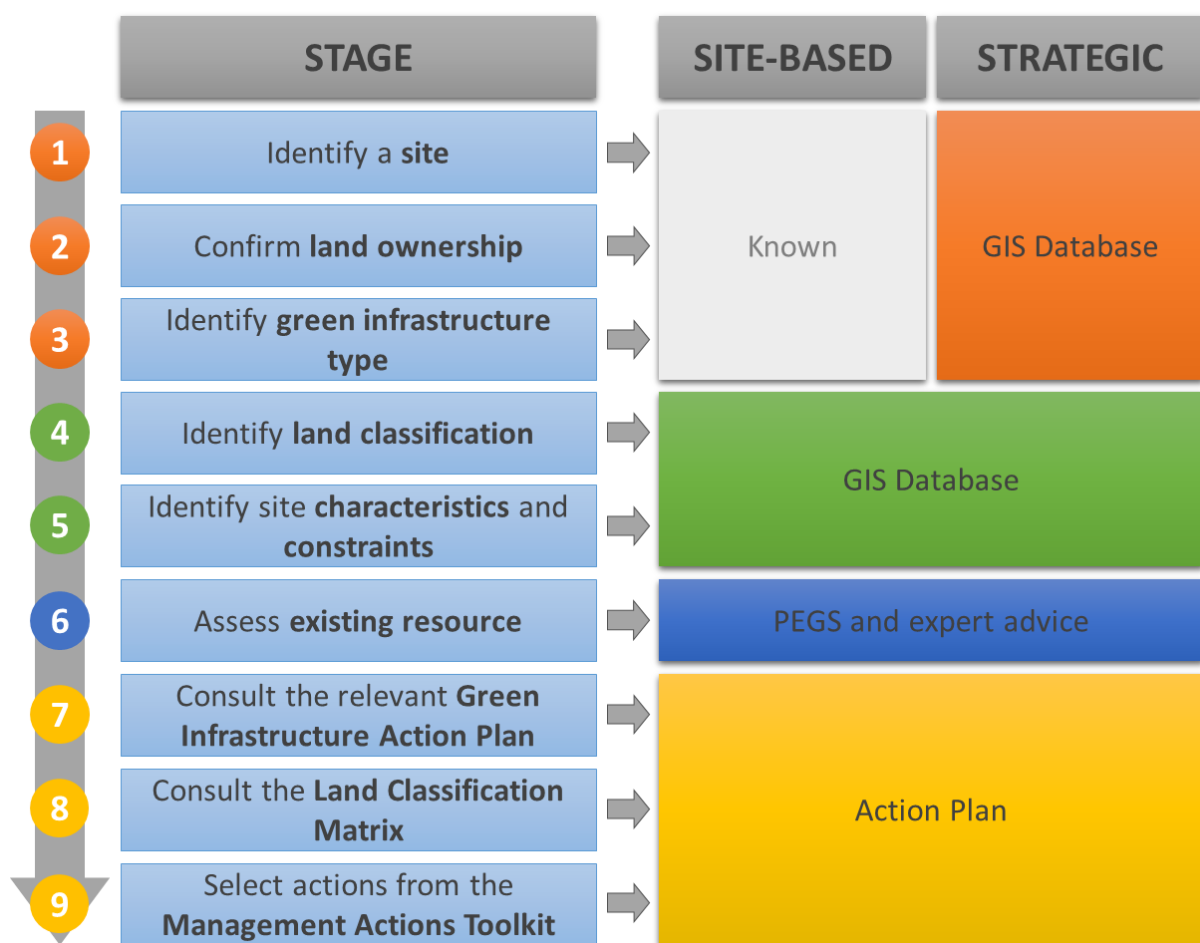 STAGE
SITE-BASED
STRATEGIC
1
Identify a site
2
Confirm land ownership
Known
GIS Database
3
Identify green infrastructure
type
4
Identify land classification
GIS Database
5
Identify site characteristics and
constraints
6
Assess existing resource
PEGS and expert advice
7
Consult the relevant Green
Infrastructure Action Plan
8
Consult the Land Classification
Matrix
Action Plan
9
Select actions from the
Management Actions Toolkit